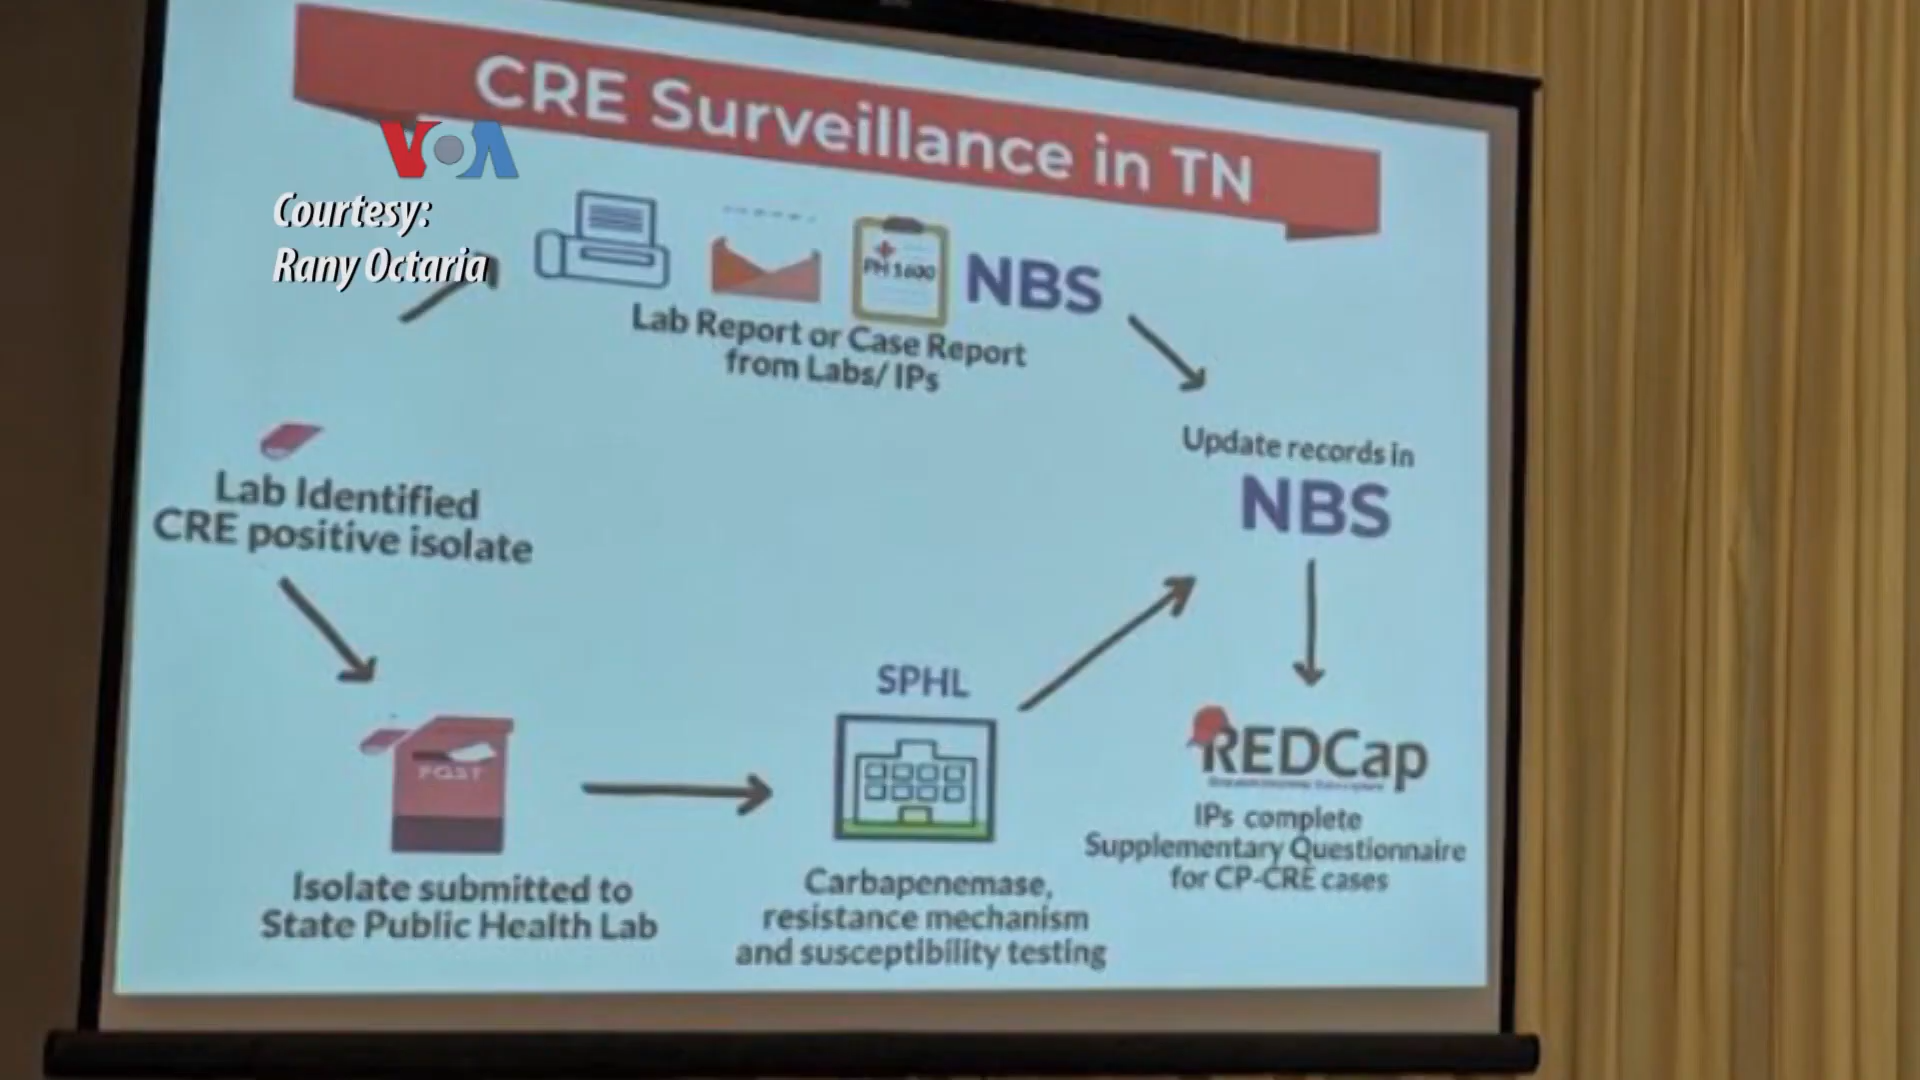 CRE Surveillance in TN
VOA
Courtesy:
Rany Octaria
PH 1600
NBS
Lab Report or Case Report
from Labs/ IPs
Update records in
NBS
Lab Identified
CRE positive isolate
SPHL
POST
REDCap
IPs complete
Supplementary Questionnaire
for CP-CRE cases
Isolate submitted to
State Public Health Lab
Carbapenemase,
resistance mechanism
and susceptibility testing